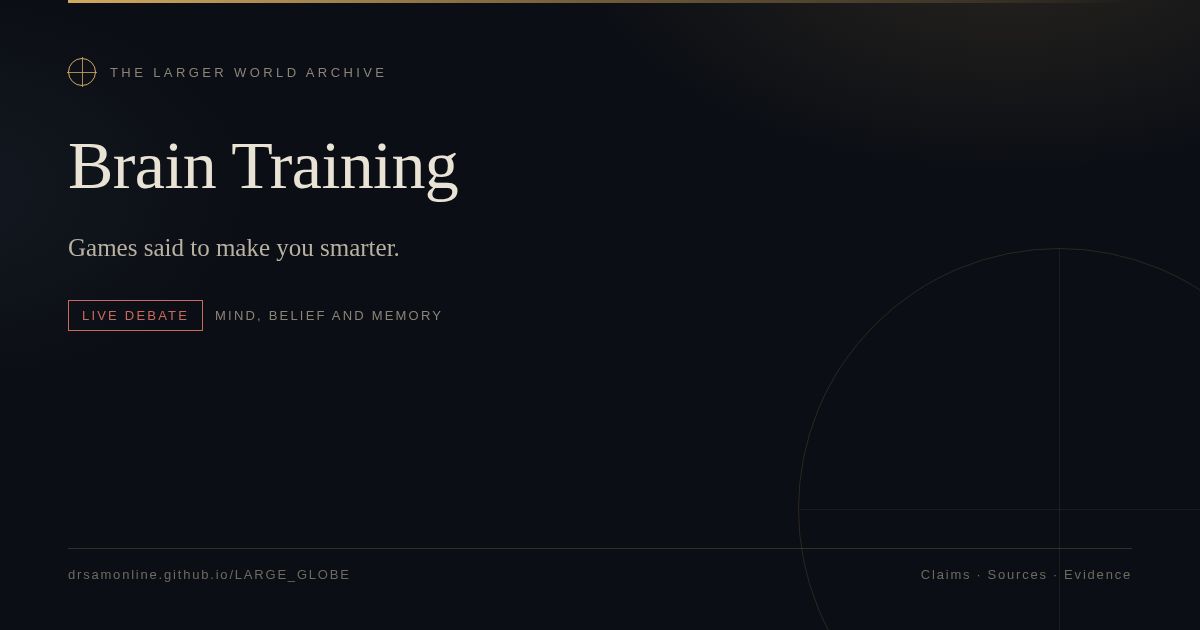 THE LARGER WORLD ARCHIVE
Brain Training
Games said to make you smarter.
LIVE DEBATE MIND, BELIEF AND MEMORY
drsamonline.github.io/LARGE_GLOBE
Claims · Sources · Evidence